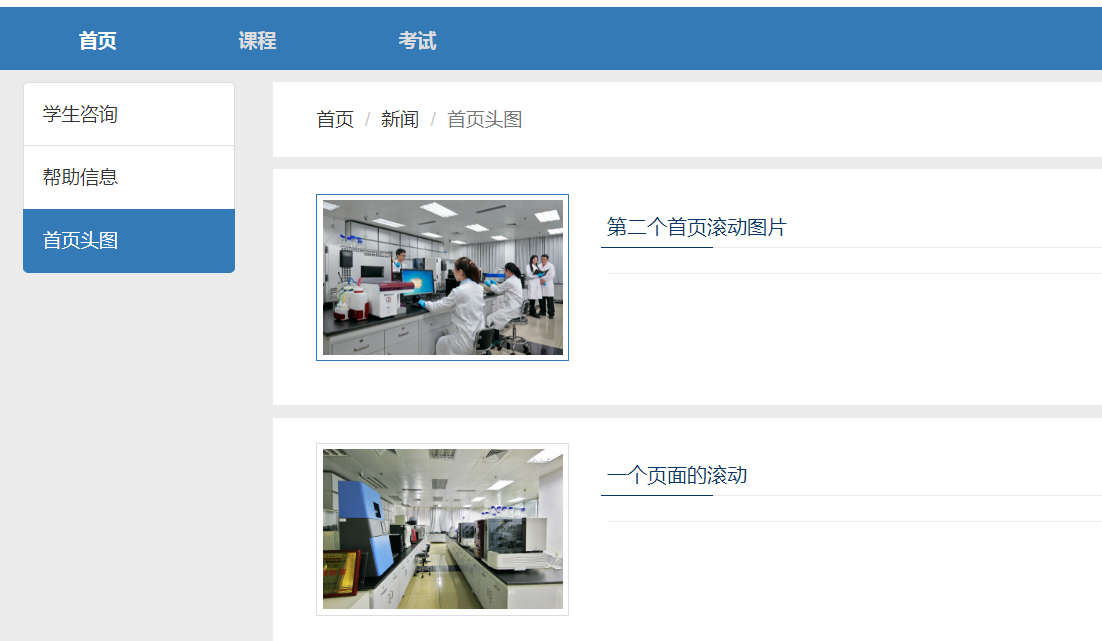 首页 课程 考试
学生咨询
帮助信息
首页头图
首页 / 新闻 / 首页头图
第二个首页滚动图片
一个页面的滚动